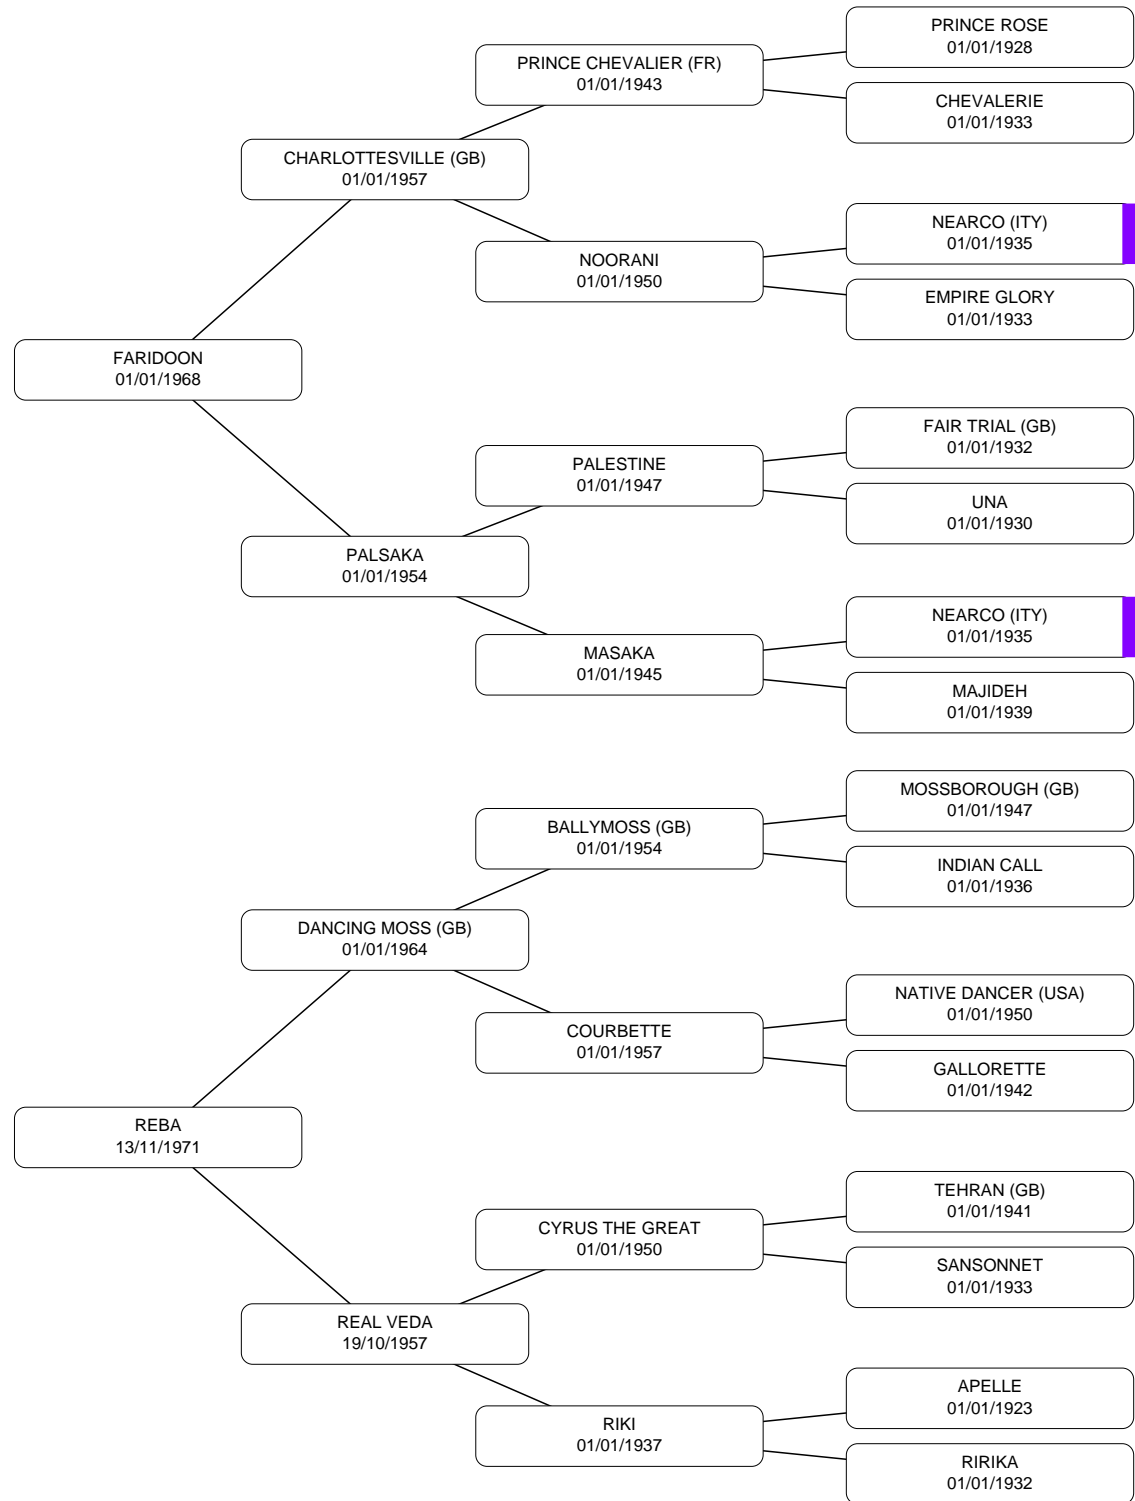 PRINCE ROSE
01/01/1928
PRINCE CHEVALIER (FR)
01/01/1943
CHEVALERIE
01/01/1933
CHARLOTTESVILLE (GB)
01/01/1957
NEARCO (ITY)
01/01/1935
NOORANI
01/01/1950
EMPIRE GLORY
01/01/1933
FARIDOON
01/01/1968
FAIR TRIAL (GB)
01/01/1932
PALESTINE
01/01/1947
UNA
01/01/1930
PALSAKA
01/01/1954
NEARCO (ITY)
01/01/1935
MASAKA
01/01/1945
MAJIDEH
01/01/1939
MOSSBOROUGH (GB)
01/01/1947
BALLYMOSS (GB)
01/01/1954
INDIAN CALL
01/01/1936
DANCING MOSS (GB)
01/01/1964
NATIVE DANCER (USA)
01/01/1950
COURBETTE
01/01/1957
GALLORETTE
01/01/1942
REBA
13/11/1971
TEHRAN (GB)
01/01/1941
CYRUS THE GREAT
01/01/1950
SANSONNET
01/01/1933
REAL VEDA
19/10/1957
APELLE
01/01/1923
RIKI
01/01/1937
RIRIKA
01/01/1932